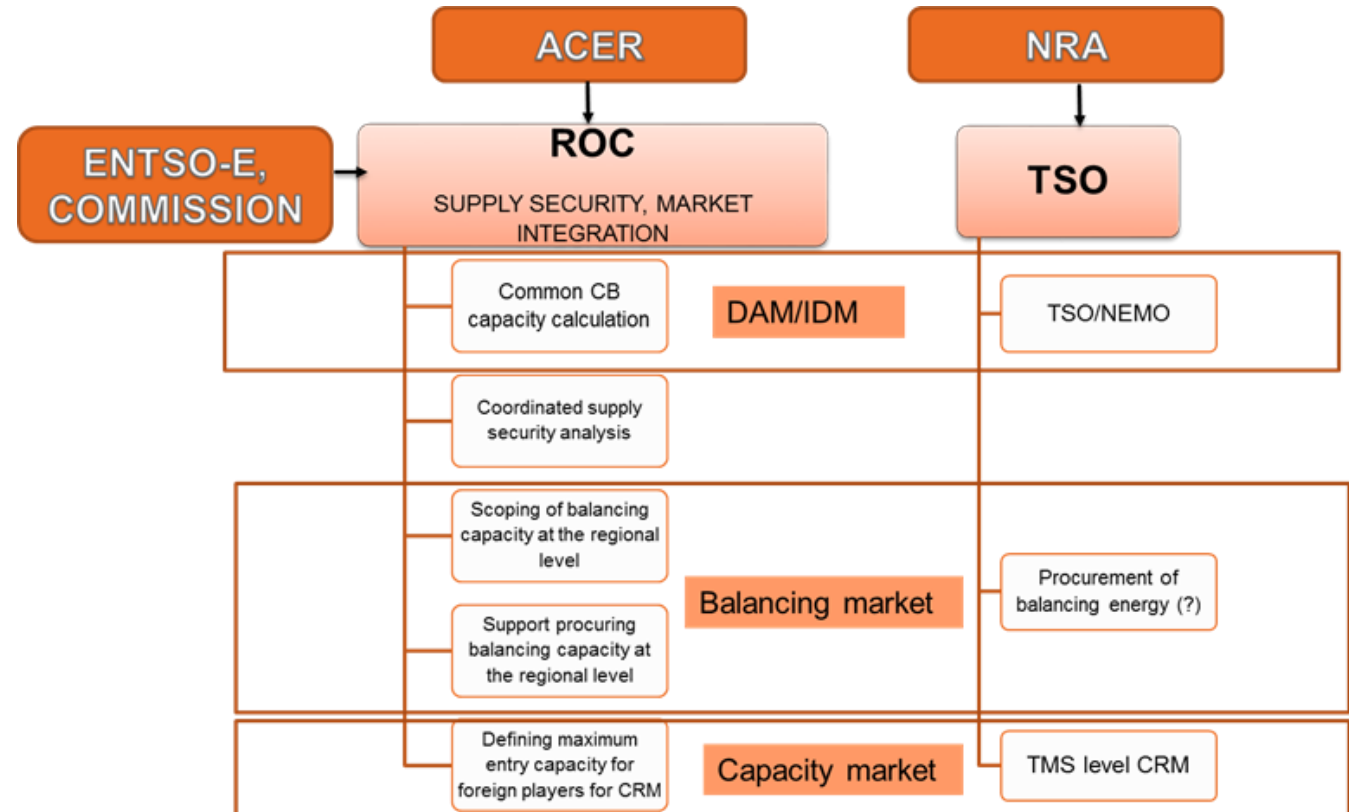 ACER
NRA
ENTSO-E,
COMMISSION
ROC
SUPPLY SECURITY, MARKET
INTEGRATION
TSO
Common CB
capacity calculation
DAM/IDM
TSO/NEMO
Coordinated supply
security analysis
Scoping of balancing
capacity at the regional
level
Balancing market
Procurement of
balancing energy (?)
Support procuring
balancing capacity at
the regional level
Defining maximum
entry capacity for
foreign players for CRM
Capacity market
TMS level CRM